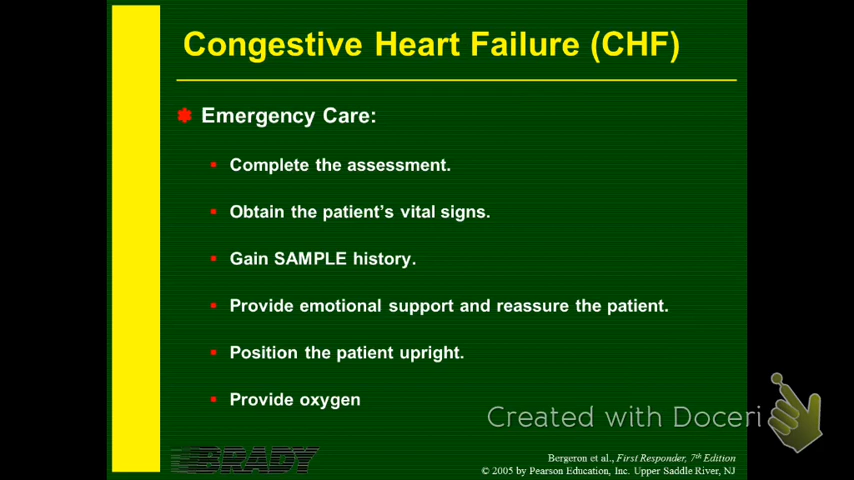 Congestive Heart Failure (CHF)
Emergency Care:
Complete the assessment.
Obtain the patient's vital signs.
Gain SAMPLE history.
Provide emotional support and reassure the patient.
Position the patient upright.
Provide oxygen
Created with Doceri
BRADY
Bergeron et al., First Responder, 7th Edition
© 2005 by Pearson Education, Inc. Upper Saddle River, NJ